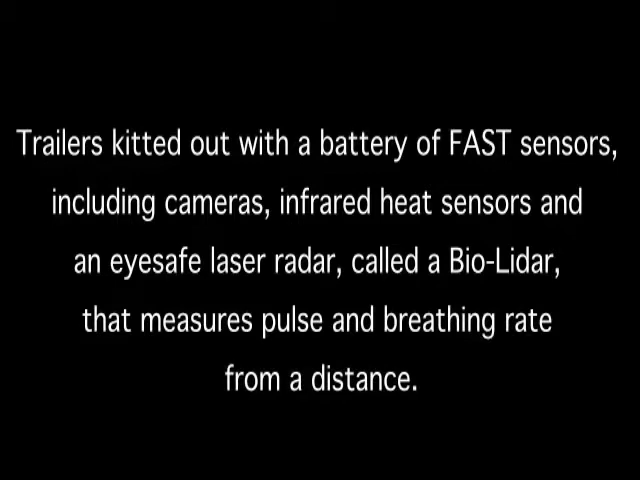 Trailers kitted out with a battery of FAST sensors,
including cameras, infrared heat sensors and
an eyesafe laser radar, called a Bio-Lidar,
that measures pulse and breathing rate
from a distance.